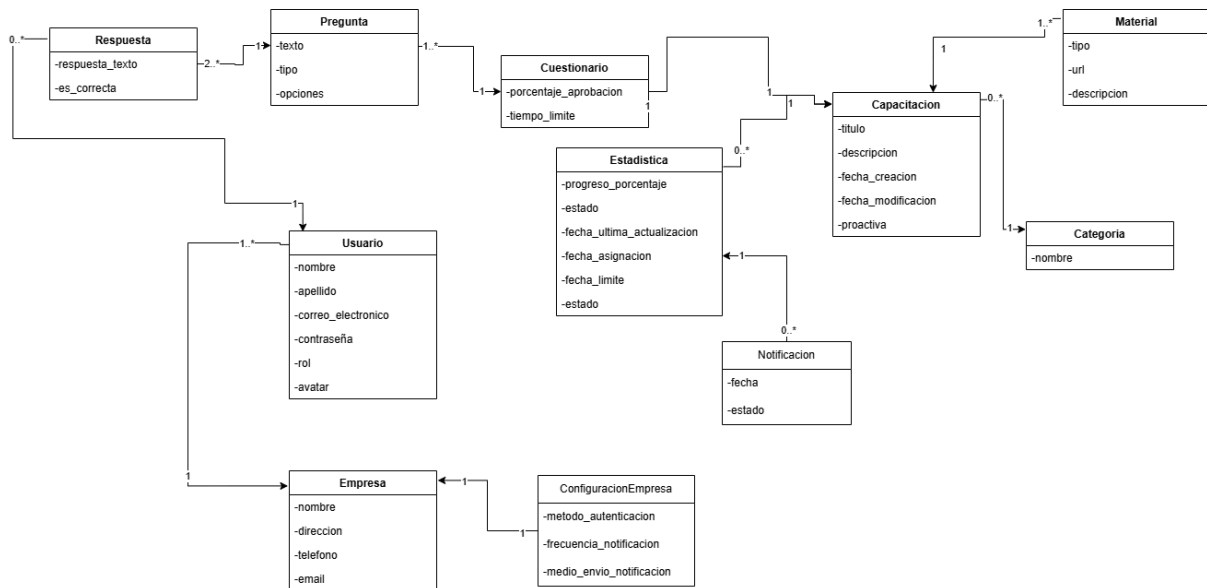 Respuesta
-respuesta_texto
-es_correcta
0..*
2..*
1
Pregunta
-texto
-tipo
-opciones
1..*
1
Cuestionario
-porcentaje_aprobacion
-tiempo_limite
1
1
1
0..*
Estadistica
-progreso_porcentaje
-estado
-fecha_ultima_actualizacion
-fecha_asignacion
-fecha_limite
-estado
1
0..*
Notificacion
-fecha
-estado
Capacitacion
-titulo
-descripcion
-fecha_creacion
-fecha_modificacion
-proactiva
1
1..*
Material
-tipo
-url
-descripcion
0..*
1
Categoria
-nombre
1
1..*
Usuario
-nombre
-apellido
-correo_electronico
-contraseña
-rol
-avatar
1
Empresa
-nombre
-direccion
-telefono
-email
1
1
ConfiguracionEmpresa
-metodo_autenticacion
-frecuencia_notificacion
-medio_envio_notificacion